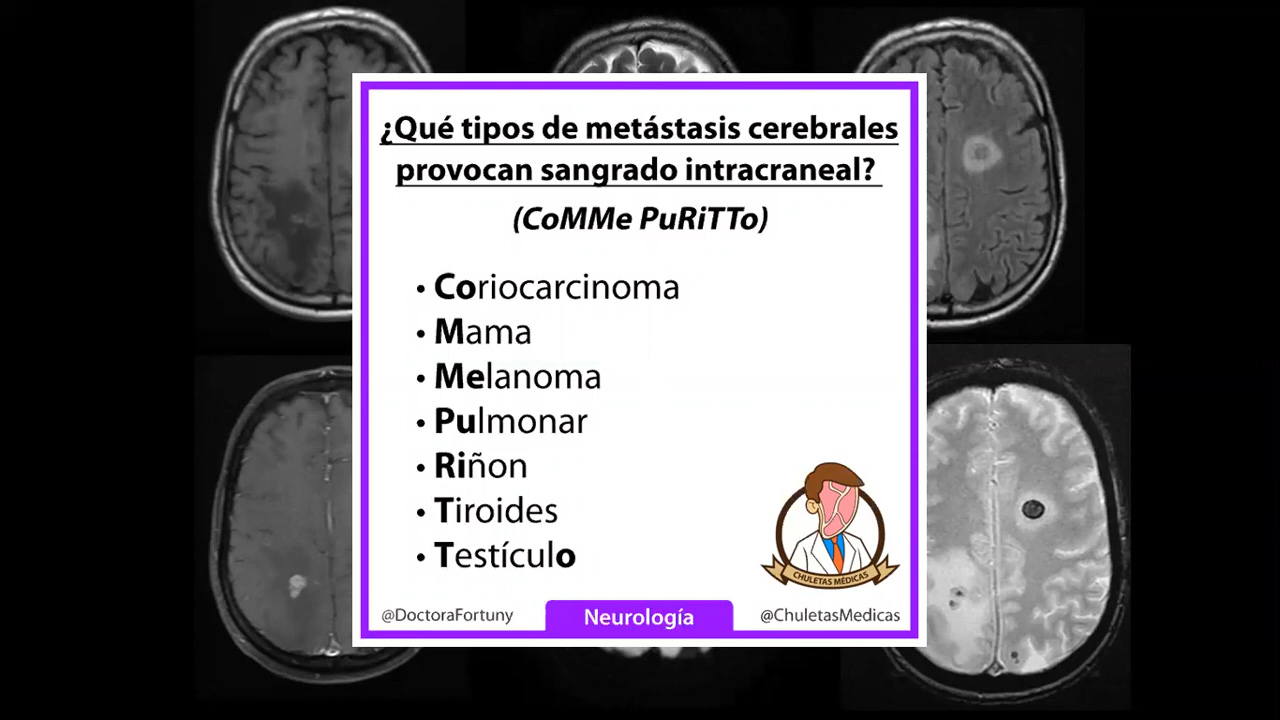 ¿Qué tipos de metástasis cerebrales
provocan sangrado intracraneal?
(CoMMe PuRiTTo)
• Coriocarcinoma
• Mama
• Melanoma
• Pulmonar
• Riñon
• Tiroides
• Testículo
CHULETAS MÉDICAS
@DoctoraFortuny
Neurología
@ChuletasMedicas